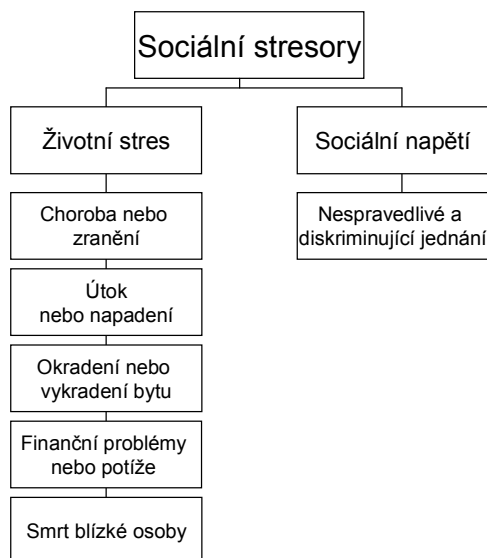 Sociální stresory
Životní stres
Sociální napětí
Choroba nebo
zranění
Nespravedlivé a
diskriminující jednání
Útok
nebo napadení
Okradení nebo
vykradení bytu
Finanční problémy
nebo potíže
Smrt blízké osoby